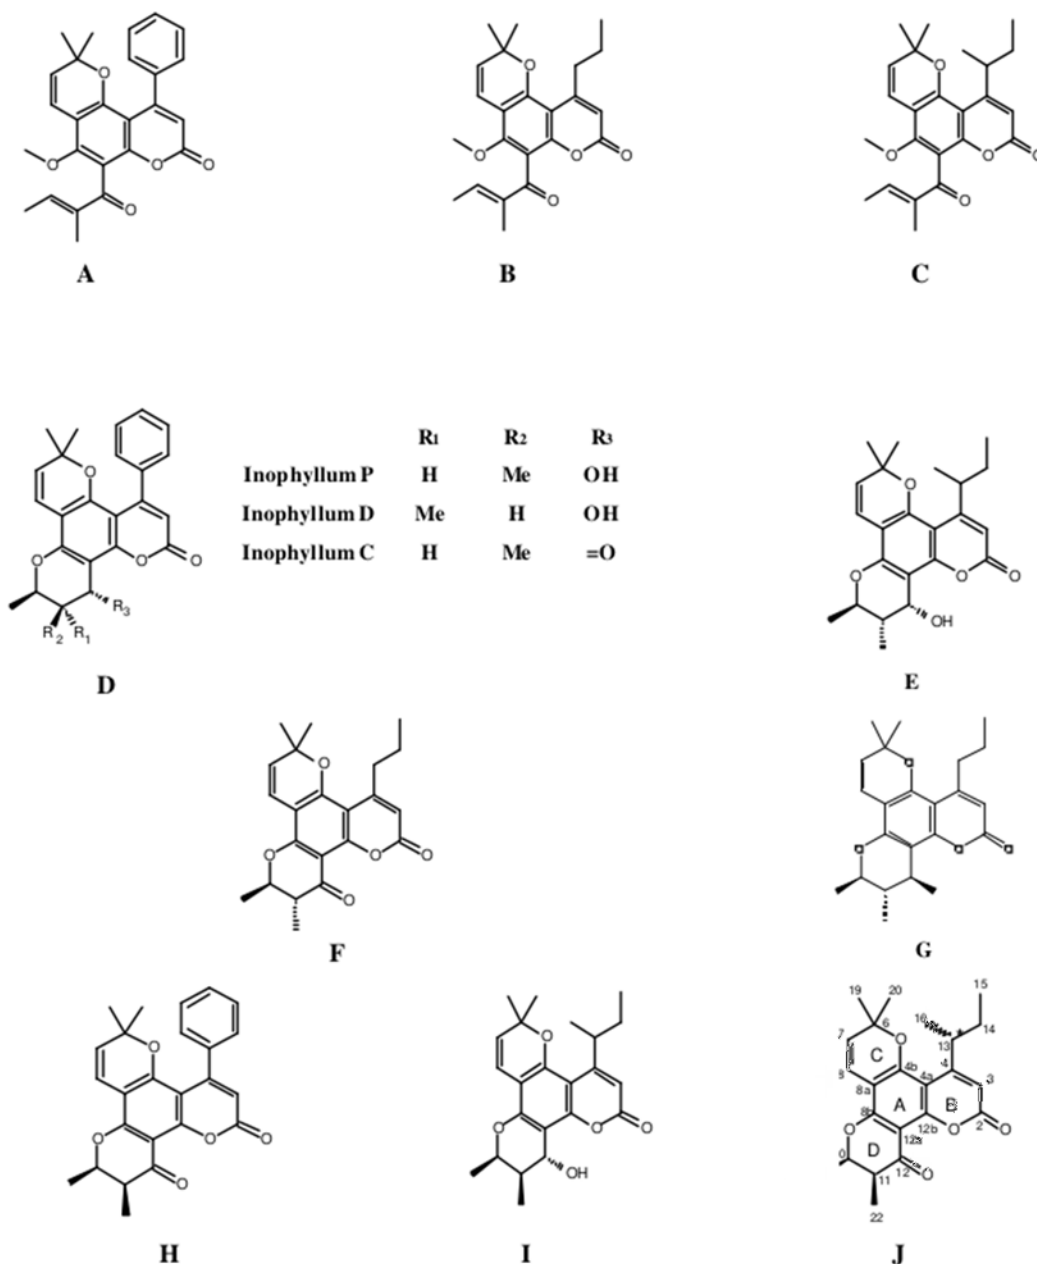 O
O O O
O
A
O
O O O
O
B
O
O O O
O
C
O
O O O
R2 R1 R3
D
R1 R2 R3
Inophyllum P H Me OH
Inophyllum D Me H OH
Inophyllum C H Me =O
O
O O O
OH
E
O
O O O
O
F
G
O
O O O
O
H
O
O O O
OH
I
19 20 15
16 6 * 14
7 O 13
C 4
8 4b 4a 3
8a A B
8b 12b O 2 O
O 12a
D 12 O
0 11
22
J